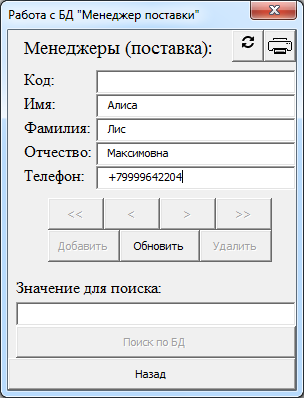 Работа с БД "Менеджер поставки"
Менеджеры (поставка):
Код:
Имя: Алиса
Фамилия: Лис
Отчество: Максимовна
Телефон: +79999642204
<< < > >>
Добавить Обновить Удалить
Значение для поиска:
Поиск по БД
Назад